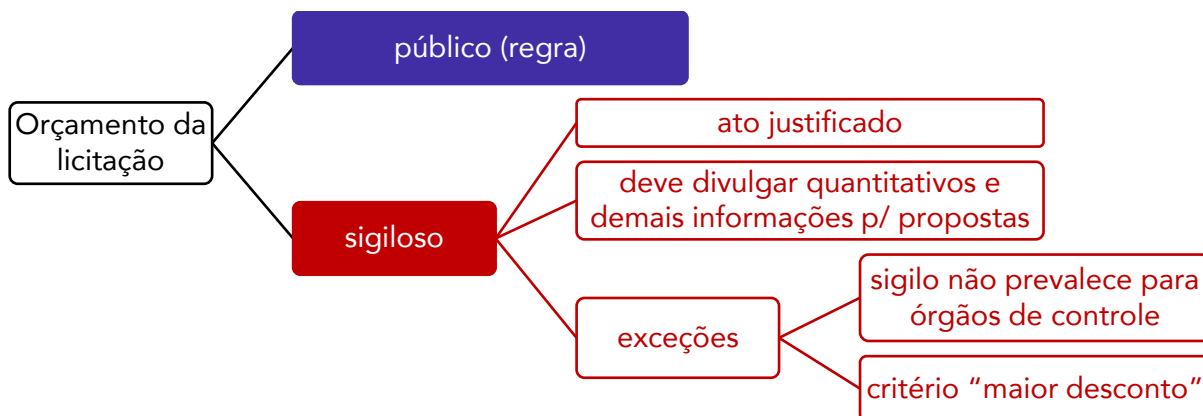 público (regra)
Orçamento da
licitação
ato justificado
deve divulgar quantitativos e
demais informações p/ propostas
sigiloso
sigilo não prevalece para
órgãos de controle
exceções
critério “maior desconto”